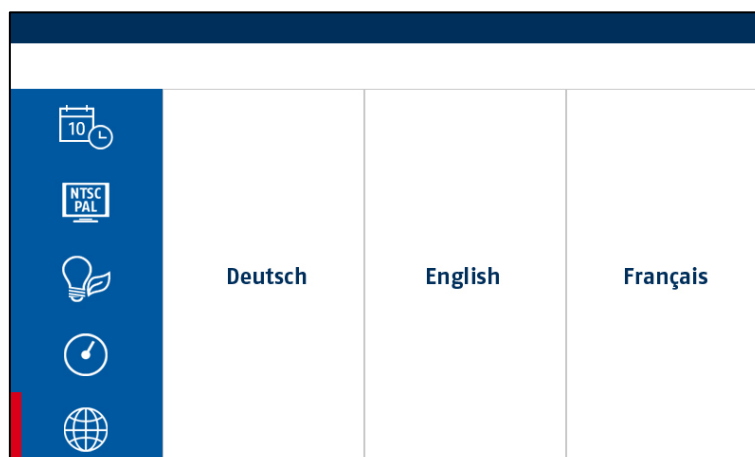 10
NTSC
PAL
Deutsch
English
Français